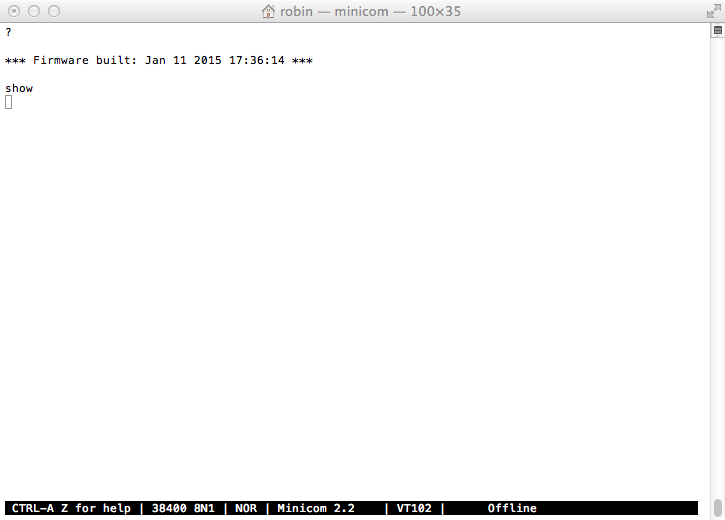 robin — minicom — 100×35
?
*** Firmware built: Jan 11 2015 17:36:14 ***
show
CTRL-A Z for help | 38400 8N1 | NOR | Minicom 2.2    | VT102 |      Offline